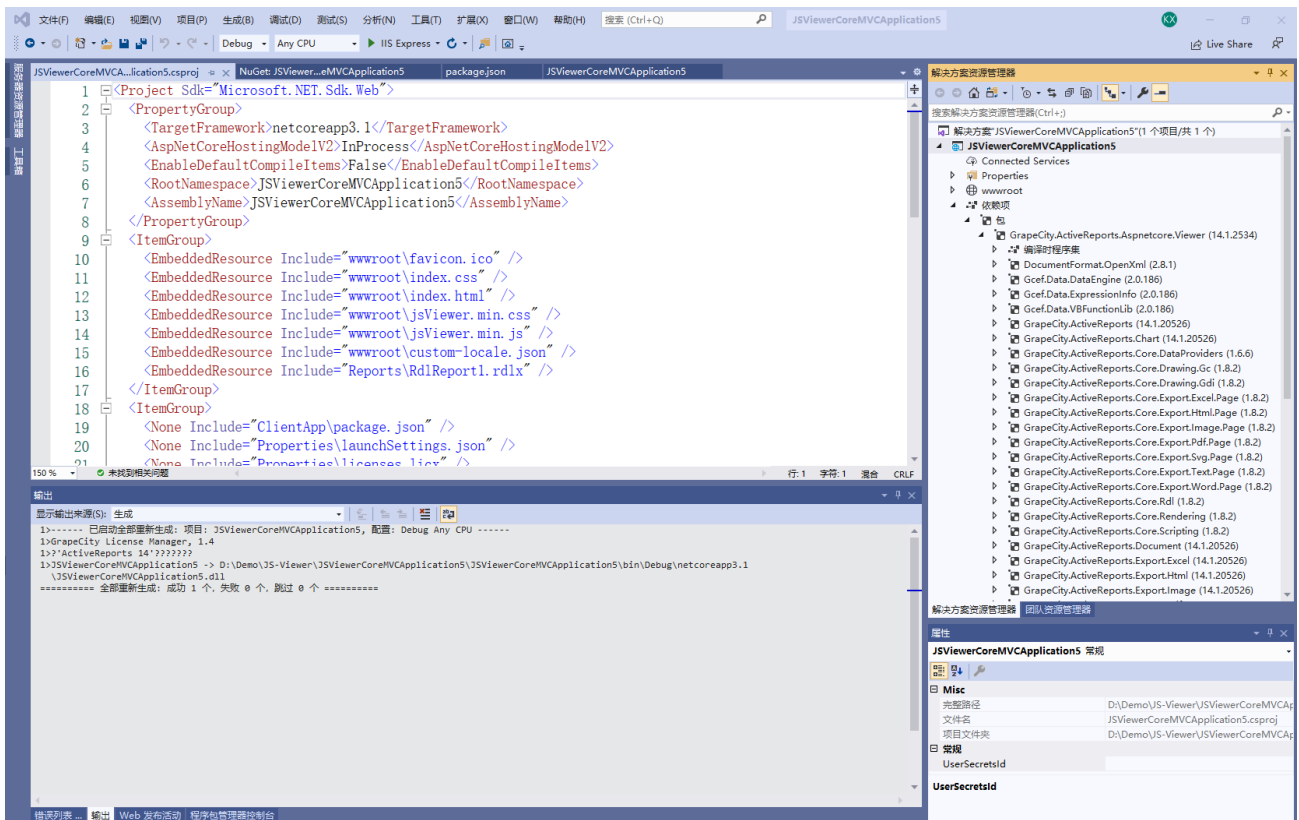 文件(F) 编辑(E) 视图(V) 项目(P) 生成(B) 调试(D) 测试(S) 分析(N) 工具(T) 扩展(X) 窗口(W) 帮助(H) 搜索 (Ctrl+Q) JSViewerCoreMVCApplication5 KX
Debug Any CPU IIS Express Live Share
服务器资源管理器
工具箱
JSViewerCoreMVCA...lication5.csproj NuGet: JSViewer...eMVCApplication5 package.json JSViewerCoreMVCApplication5
1 <Project Sdk="Microsoft.NET.Sdk.Web">
2 <PropertyGroup>
3 <TargetFramework>netcoreapp3.1</TargetFramework>
4 <AspNetCoreHostingModelV2>InProcess</AspNetCoreHostingModelV2>
5 <EnableDefaultCompileItems>False</EnableDefaultCompileItems>
6 <RootNamespace>JSViewerCoreMVCApplication5</RootNamespace>
7 <AssemblyName>JSViewerCoreMVCApplication5</AssemblyName>
8 </PropertyGroup>
9 <ItemGroup>
10 <EmbeddedResource Include="wwwroot\favicon.ico" />
11 <EmbeddedResource Include="wwwroot\index.css" />
12 <EmbeddedResource Include="wwwroot\index.html" />
13 <EmbeddedResource Include="wwwroot\jsViewer.min.css" />
14 <EmbeddedResource Include="wwwroot\jsViewer.min.js" />
15 <EmbeddedResource Include="wwwroot\custom-locale.json" />
16 <EmbeddedResource Include="Reports\RdlReport1.rdlx" />
17 </ItemGroup>
18 <ItemGroup>
19 <None Include="ClientApp\package.json" />
20 <None Include="Properties\launchSettings.json" />
21 <None Include="Properties\licenses.licx" />
150 % 未找到相关问题 行: 1 字符: 1 混合 CRLF
输出
显示输出来源(S): 生成
1>------ 已启动全部重新生成: 项目: JSViewerCoreMVCApplication5, 配置: Debug Any CPU ------
1>GrapeCity License Manager, 1.4
1>?'ActiveReports 14'???????
1>JSViewerCoreMVCApplication5 -> D:\Demo\JS-Viewer\JSViewerCoreMVCApplication5\JSViewerCoreMVCApplication5\bin\Debug\netcoreapp3.1
\JSViewerCoreMVCApplication5.dll
========== 全部重新生成: 成功 1 个，失败 0 个，跳过 0 个 ==========
错误列表 ... 输出 Web 发布活动 程序包管理器控制台
解决方案资源管理器
搜索解决方案资源管理器(Ctrl+;)
解决方案"JSViewerCoreMVCApplication5"(1 个项目/共 1 个)
JSViewerCoreMVCApplication5
Connected Services
Properties
wwwroot
依赖项
包
GrapeCity.ActiveReports.Aspnetcore.Viewer (14.1.2534)
编译时程序集
DocumentFormat.OpenXml (2.8.1)
Gcef.Data.DataEngine (2.0.186)
Gcef.Data.ExpressionInfo (2.0.186)
Gcef.Data.VBFunctionLib (2.0.186)
GrapeCity.ActiveReports (14.1.20526)
GrapeCity.ActiveReports.Chart (14.1.20526)
GrapeCity.ActiveReports.Core.DataProviders (1.6.6)
GrapeCity.ActiveReports.Core.Drawing.Gc (1.8.2)
GrapeCity.ActiveReports.Core.Drawing.Gdi (1.8.2)
GrapeCity.ActiveReports.Core.Export.Excel.Page (1.8.2)
GrapeCity.ActiveReports.Core.Export.Html.Page (1.8.2)
GrapeCity.ActiveReports.Core.Export.Image.Page (1.8.2)
GrapeCity.ActiveReports.Core.Export.Pdf.Page (1.8.2)
GrapeCity.ActiveReports.Core.Export.Svg.Page (1.8.2)
GrapeCity.ActiveReports.Core.Export.Text.Page (1.8.2)
GrapeCity.ActiveReports.Core.Export.Word.Page (1.8.2)
GrapeCity.ActiveReports.Core.Rdl (1.8.2)
GrapeCity.ActiveReports.Core.Rendering (1.8.2)
GrapeCity.ActiveReports.Core.Scripting (1.8.2)
GrapeCity.ActiveReports.Document (14.1.20526)
GrapeCity.ActiveReports.Export.Excel (14.1.20526)
GrapeCity.ActiveReports.Export.Html (14.1.20526)
GrapeCity.ActiveReports.Export.Image (14.1.20526)
解决方案资源管理器 团队资源管理器
属性
JSViewerCoreMVCApplication5 常规
Misc
完整路径 D:\Demo\JS-Viewer\JSViewerCoreMVCAp
文件名 JSViewerCoreMVCApplication5.csproj
项目文件夹 D:\Demo\JS-Viewer\JSViewerCoreMVCAp
常规
UserSecretsId
UserSecretsId